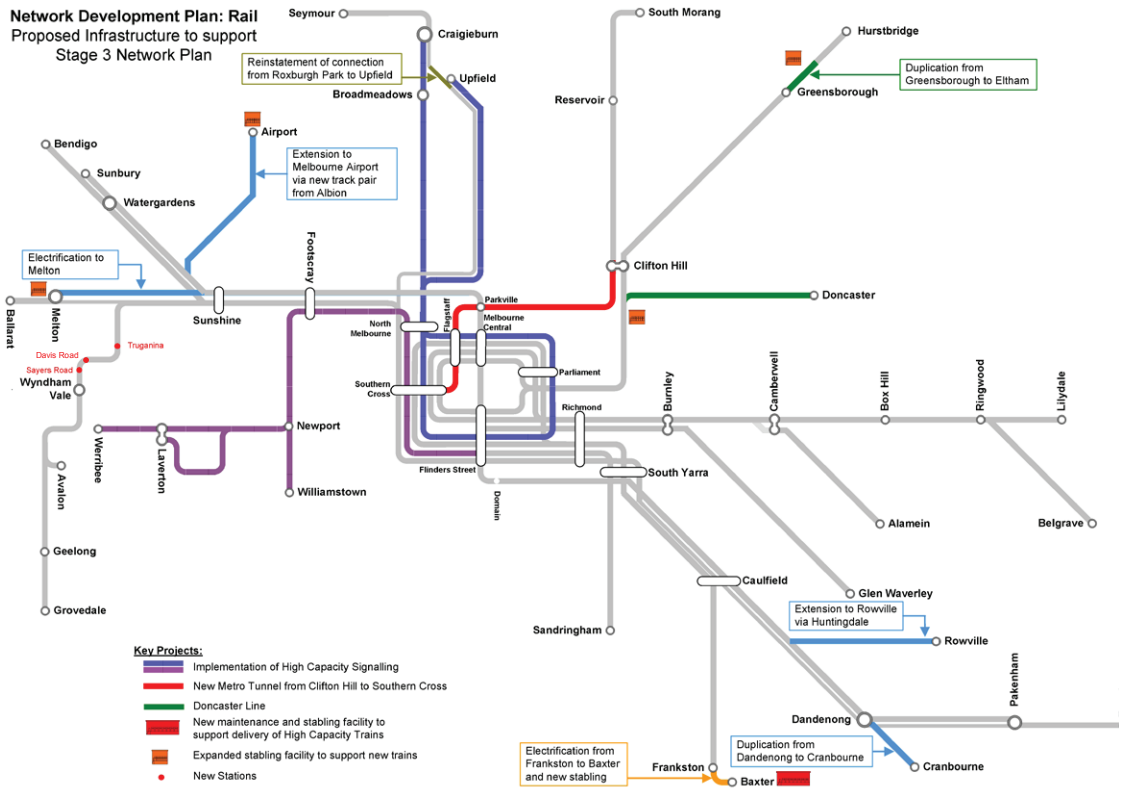 Network Development Plan: Rail
Proposed Infrastructure to support
Stage 3 Network Plan
Seymour
Craigieburn
South Morang
Hurstbridge
Reinstatement of connection
from Roxburgh Park to Upfield
Upfield
Broadmeadows
Duplication from
Greensborough to Eltham
Reservoir
Greensborough
Airport
Bendigo
Sunbury
Watergardens
Extension to
Melbourne Airport
via new track pair
from Albion
Electrification to
Melton
Footscray
Clifton Hill
Doncaster
Ballarat
Melton
Sunshine
North
Melbourne
Flagstaff
Parkville
Melbourne
Central
Truganina
Davis Road
Sayers Road
Wyndham
Vale
Southern
Cross
Parliament
Richmond
Burnley
Camberwell
Box Hill
Ringwood
Lilydale
Werribee
Laverton
Newport
Flinders Street
South Yarra
Avalon
Williamstown
Domain
Alamein
Belgrave
Geelong
Caulfield
Glen Waverley
Grovedale
Sandringham
Extension to Rowville
via Huntingdale
Rowville
Key Projects:
Implementation of High Capacity Signalling
New Metro Tunnel from Clifton Hill to Southern Cross
Doncaster Line
New maintenance and stabling facility to
support delivery of High Capacity Trains
Expanded stabling facility to support new trains
New Stations
Pakenham
Dandenong
Electrification from
Frankston to Baxter
and new stabling
Frankston
Baxter
Duplication from
Dandenong to Cranbourne
Cranbourne